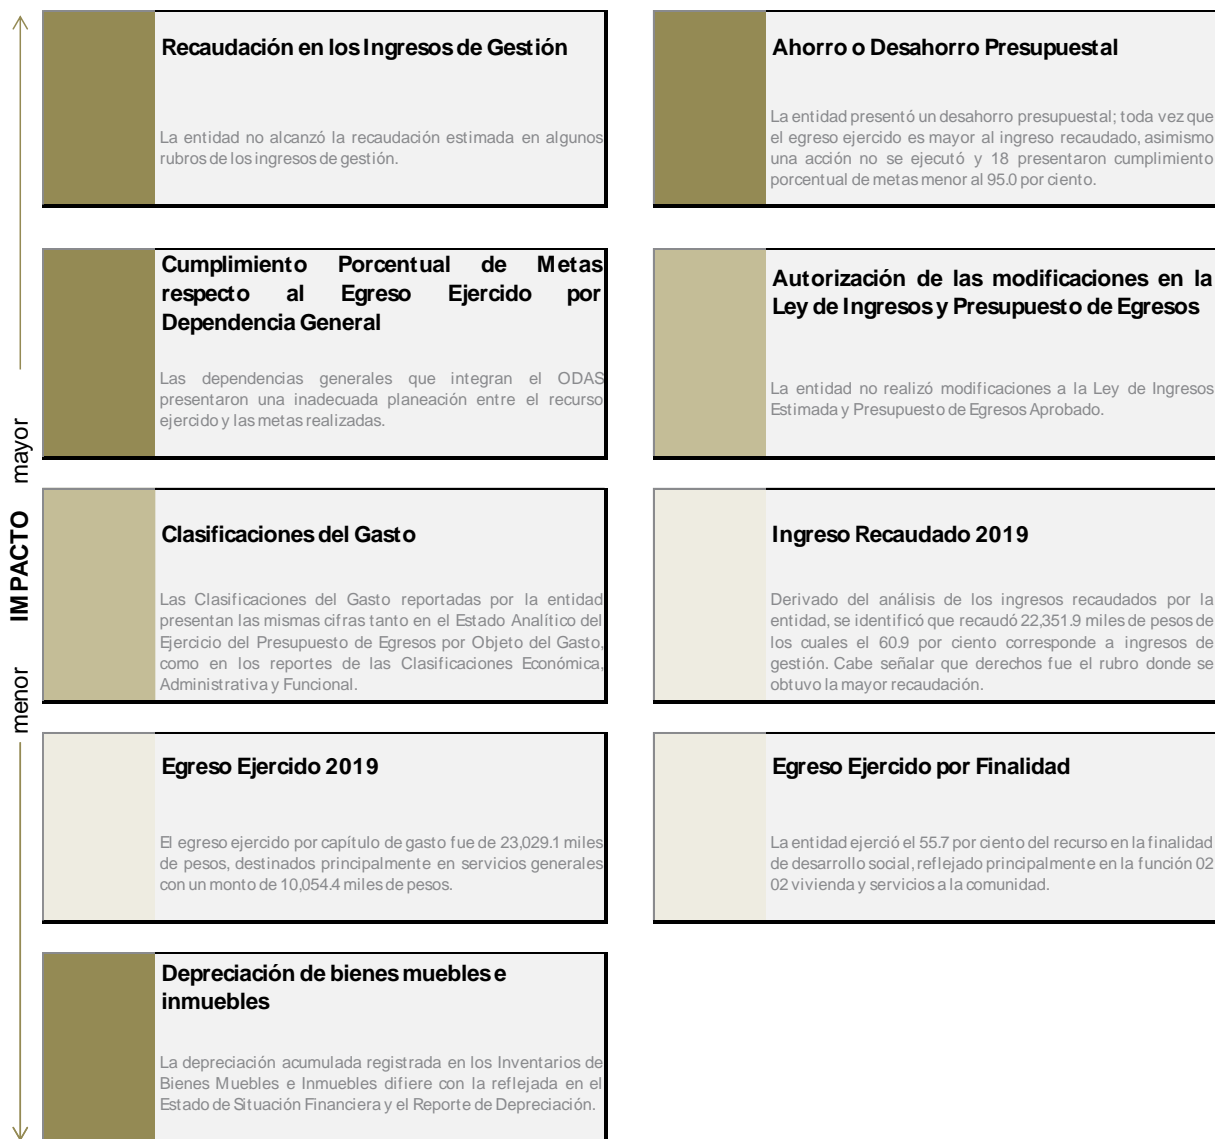 Recaudación en los Ingresos de Gestión
La entidad no alcanzó la recaudación estimada en algunos
rubros de los ingresos de gestión.
Ahorro o Desahorro Presupuestal
La entidad presentó un desahorro presupuestal; toda vez que
el egreso ejercido es mayor al ingreso recaudado, asimismo
una acción no se ejecutó y 18 presentaron cumplimiento
porcentual de metas menor al 95.0 por ciento.
Cumplimiento Porcentual de Metas
respecto al Egreso Ejercido por
Dependencia General
Las dependencias generales que integran el ODAS
presentaron una inadecuada planeación entre el recurso
ejercido y las metas realizadas.
Autorización de las modificaciones en la
Ley de Ingresos y Presupuesto de Egresos
La entidad no realizó modificaciones a la Ley de Ingresos
Estimada y Presupuesto de Egresos Aprobado.
menor IMPACTO mayor
Clasificaciones del Gasto
Las Clasificaciones del Gasto reportadas por la entidad
presentan las mismas cifras tanto en el Estado Analítico del
Ejercicio del Presupuesto de Egresos por Objeto del Gasto,
como en los reportes de las Clasificaciones Económica,
Administrativa y Funcional.
Ingreso Recaudado 2019
Derivado del análisis de los ingresos recaudados por la
entidad, se identificó que recaudó 22,351.9 miles de pesos de
los cuales el 60.9 por ciento corresponde a ingresos de
gestión. Cabe señalar que derechos fue el rubro donde se
obtuvo la mayor recaudación.
Egreso Ejercido 2019
El egreso ejercido por capítulo de gasto fue de 23,029.1 miles
de pesos, destinados principalmente en servicios generales
con un monto de 10,054.4 miles de pesos.
Egreso Ejercido por Finalidad
La entidad ejerció el 55.7 por ciento del recurso en la finalidad
de desarrollo social, reflejado principalmente en la función 02
02 vivienda y servicios a la comunidad.
Depreciación de bienes muebles e
inmuebles
La depreciación acumulada registrada en los Inventarios de
Bienes Muebles e Inmuebles difiere con la reflejada en el
Estado de Situación Financiera y el Reporte de Depreciación.